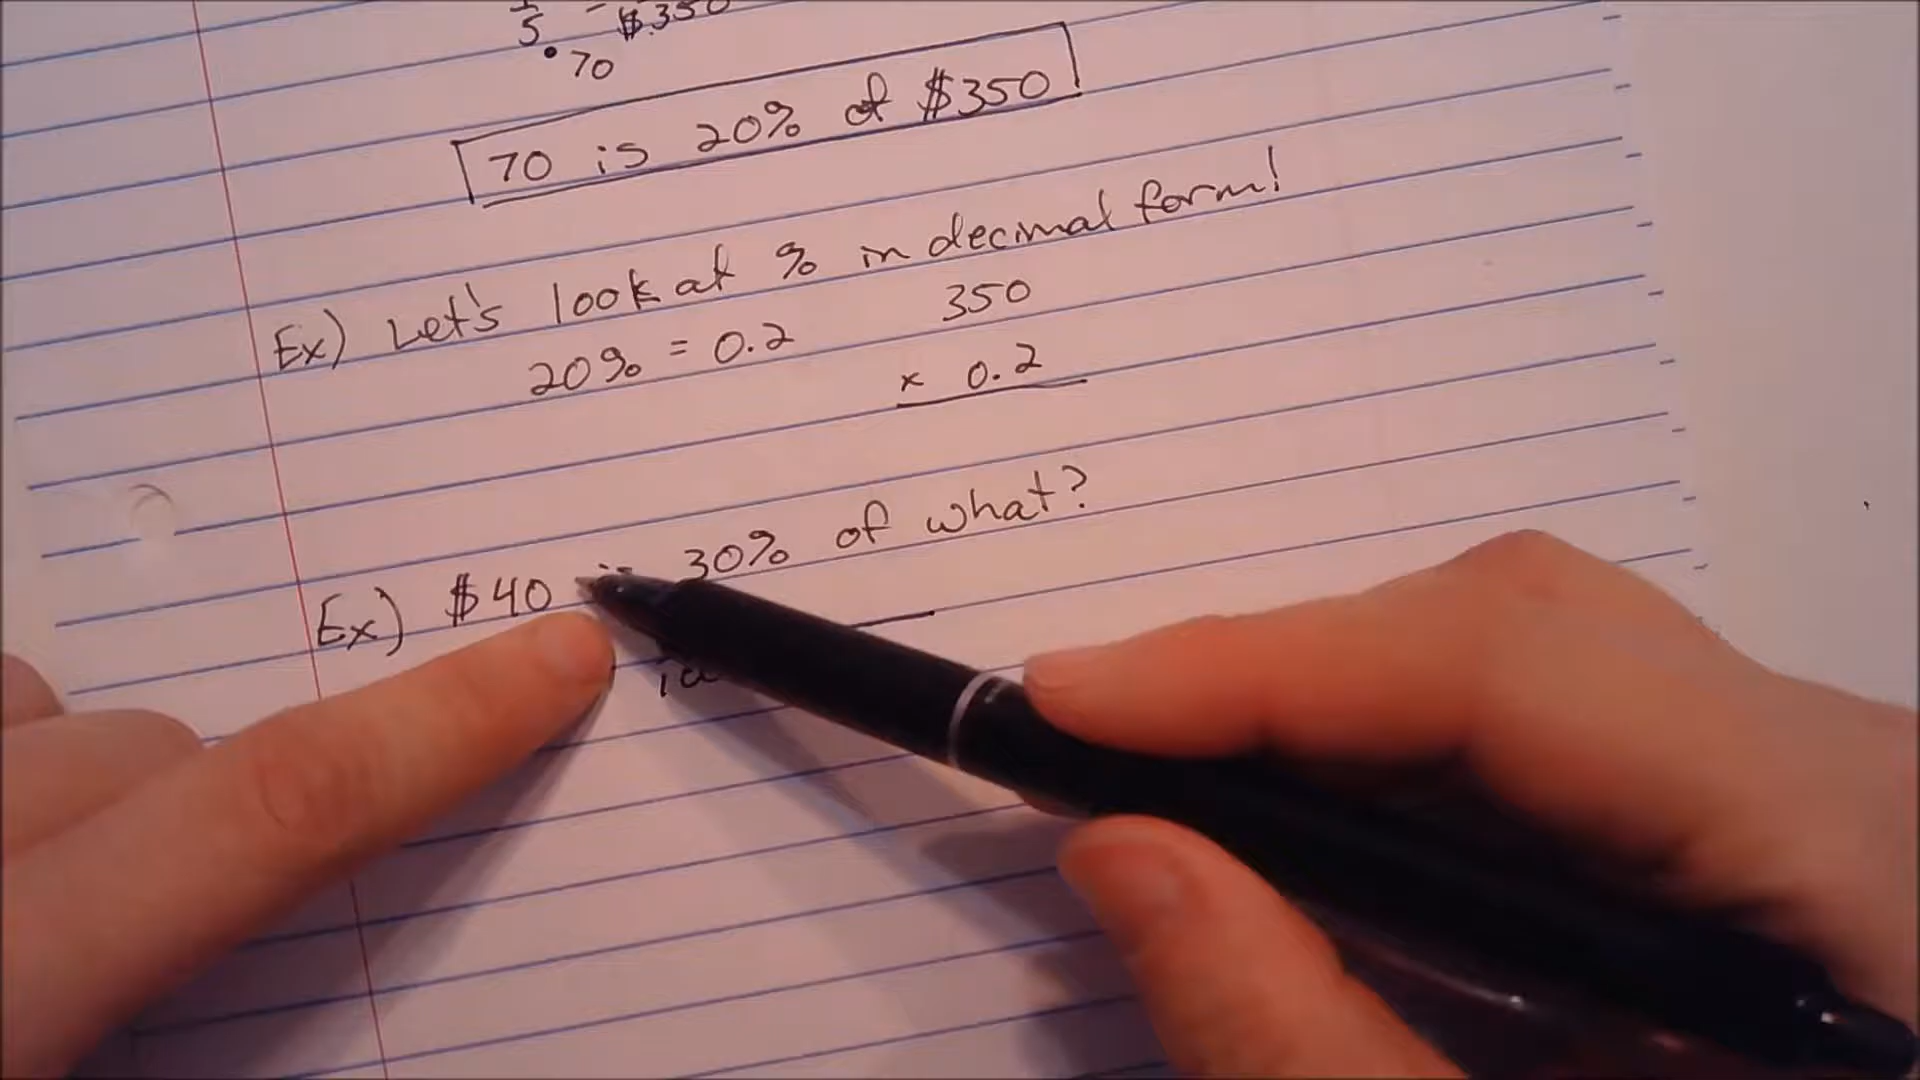 5 = $350
• 70
70 is 20% of $350
Ex) Let's look at % in decimal form!
20% = 0.2
350
x 0.2
Ex) $40 30% of what?